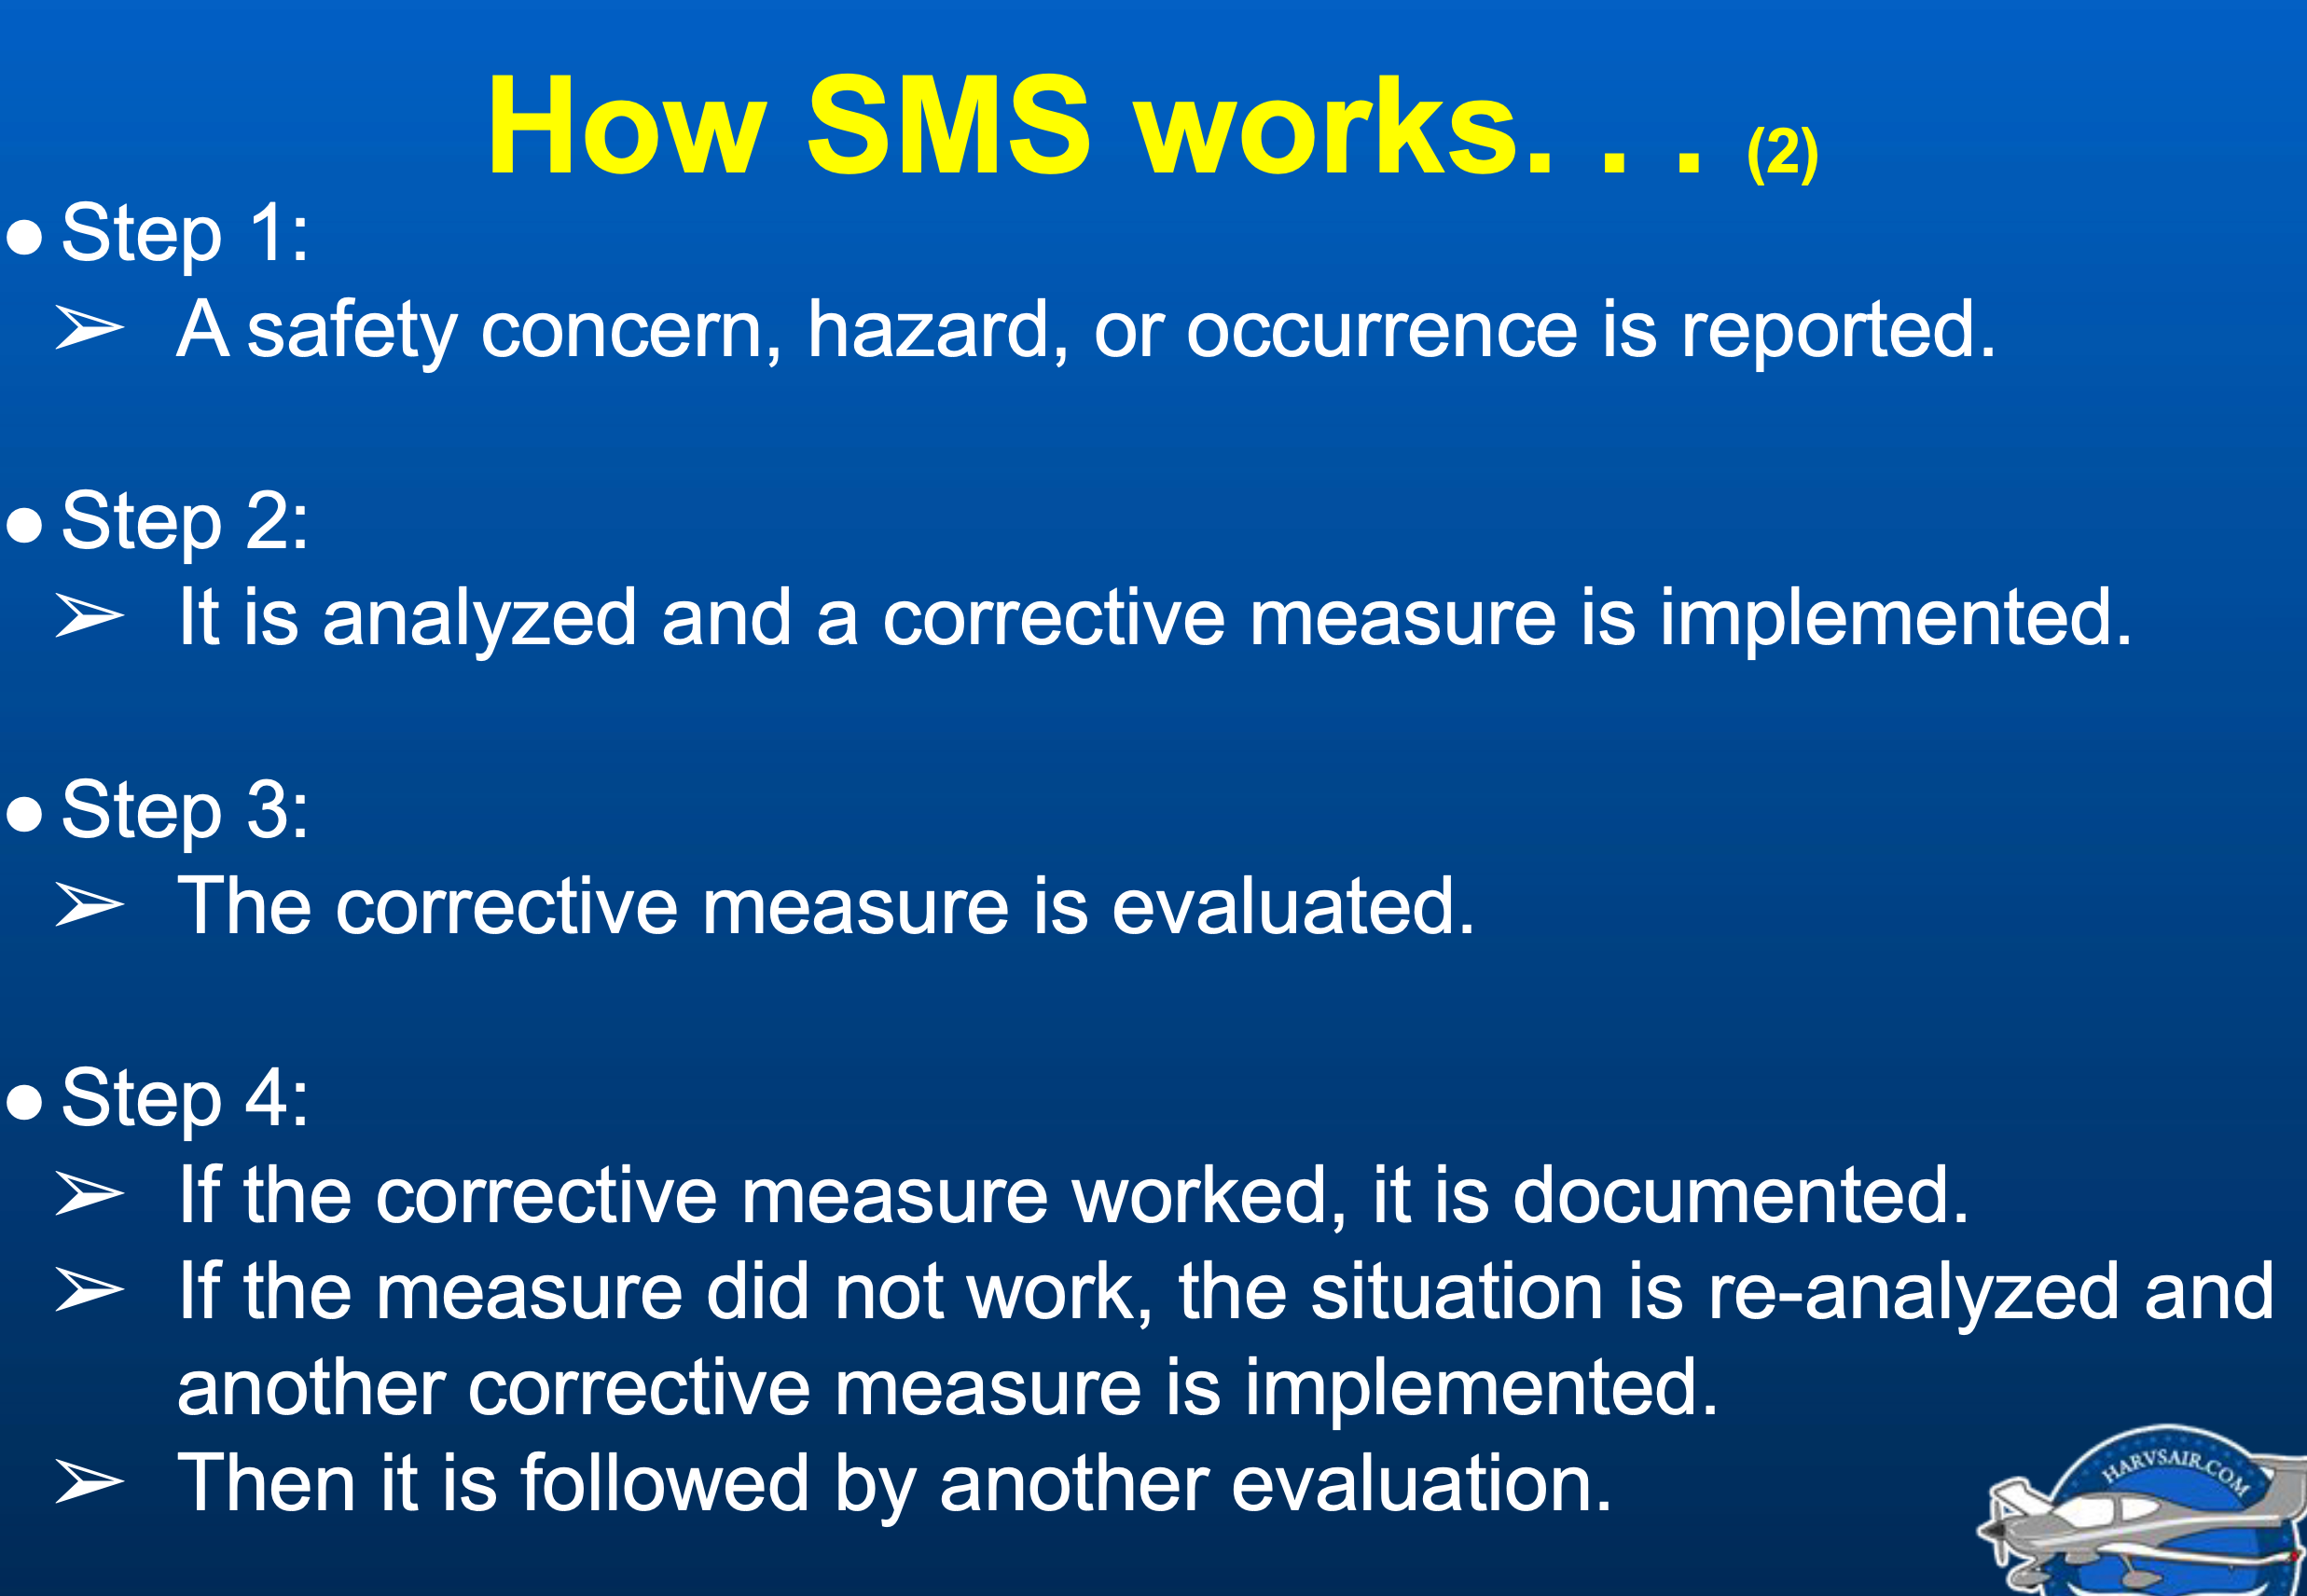 How SMS works. . . (2)
● Step 1:
➢ A safety concern, hazard, or occurrence is reported.
● Step 2:
➢ It is analyzed and a corrective measure is implemented.
● Step 3:
➢ The corrective measure is evaluated.
● Step 4:
➢ If the corrective measure worked, it is documented.
➢ If the measure did not work, the situation is re-analyzed and
another corrective measure is implemented.
➢ Then it is followed by another evaluation.
HARVSAIR.COM